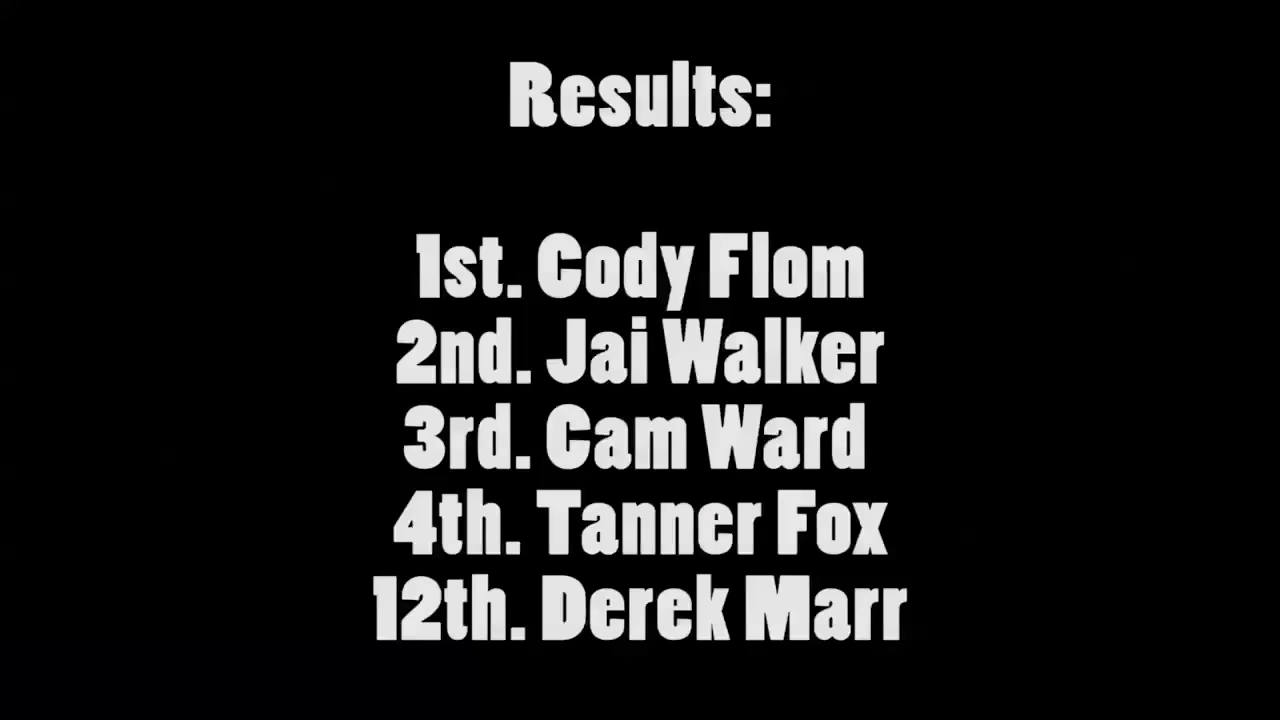 Results:
1st. Cody Flom
2nd. Jai Walker
3rd. Cam Ward
4th. Tanner Fox
12th. Derek Marr